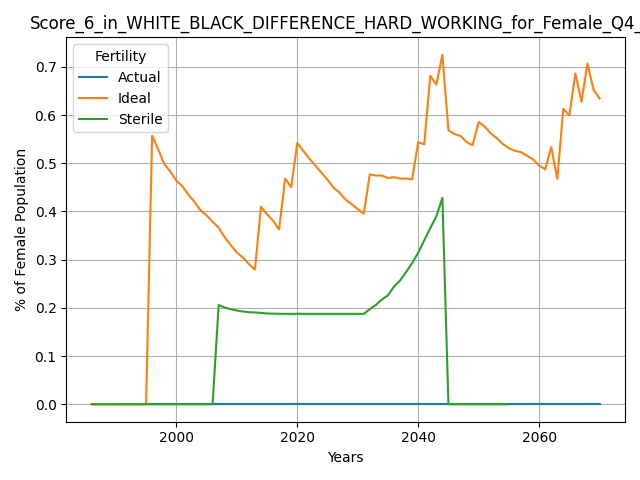 Score_6_in_WHITE_BLACK_DIFFERENCE_HARD_WORKING_for_Female_Q4_
Fertility
Actual
Ideal
Sterile
% of Female Population
0.7
0.6
0.5
0.4
0.3
0.2
0.1
0.0
2000 2020 2040 2060
Years